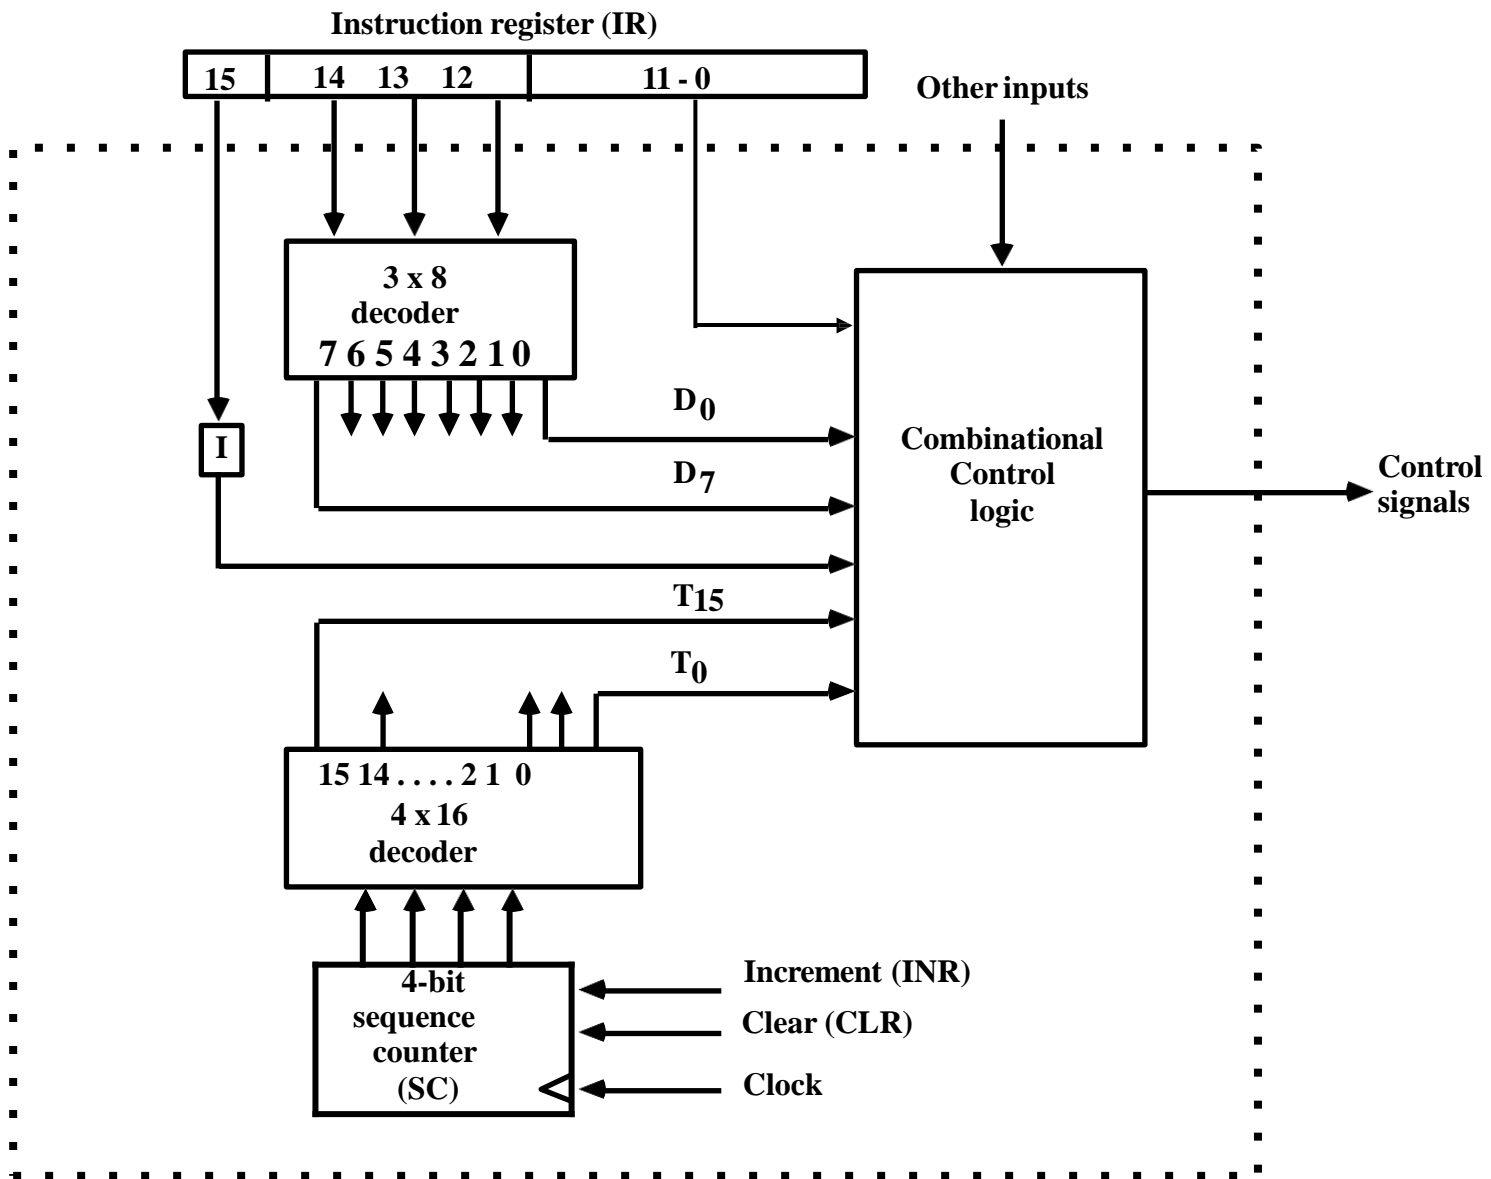 Instruction register (IR)
15 14 13 12 11 - 0
Other inputs
3 x 8
decoder
7 6 5 4 3 2 1 0
D0
I
Combinational
Control
logic
D7
Control
signals
T15
T0
15 14 . . . . 2 1 0
4 x 16
decoder
4-bit
sequence
counter
(SC)
Increment (INR)
Clear (CLR)
Clock